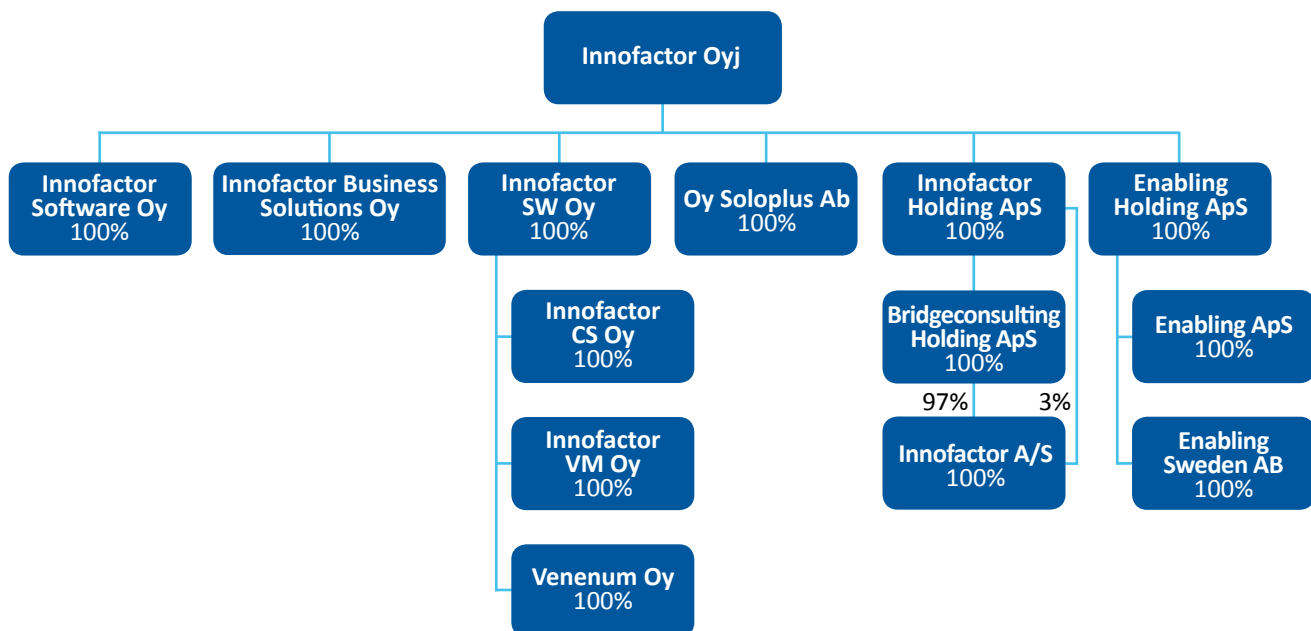 Innofactor Oyj
Innofactor
Software Oy
100%
Innofactor Business
Solutions Oy
100%
Innofactor
SW Oy
100%
Oy Soloplus Ab
100%
Innofactor
Holding ApS
100%
Enabling
Holding ApS
100%
Innofactor
CS Oy
100%
Bridgeconsulting
Holding ApS
100%
Enabling ApS
100%
97%
3%
Innofactor
VM Oy
100%
Innofactor A/S
100%
Enabling
Sweden AB
100%
Venenum Oy
100%